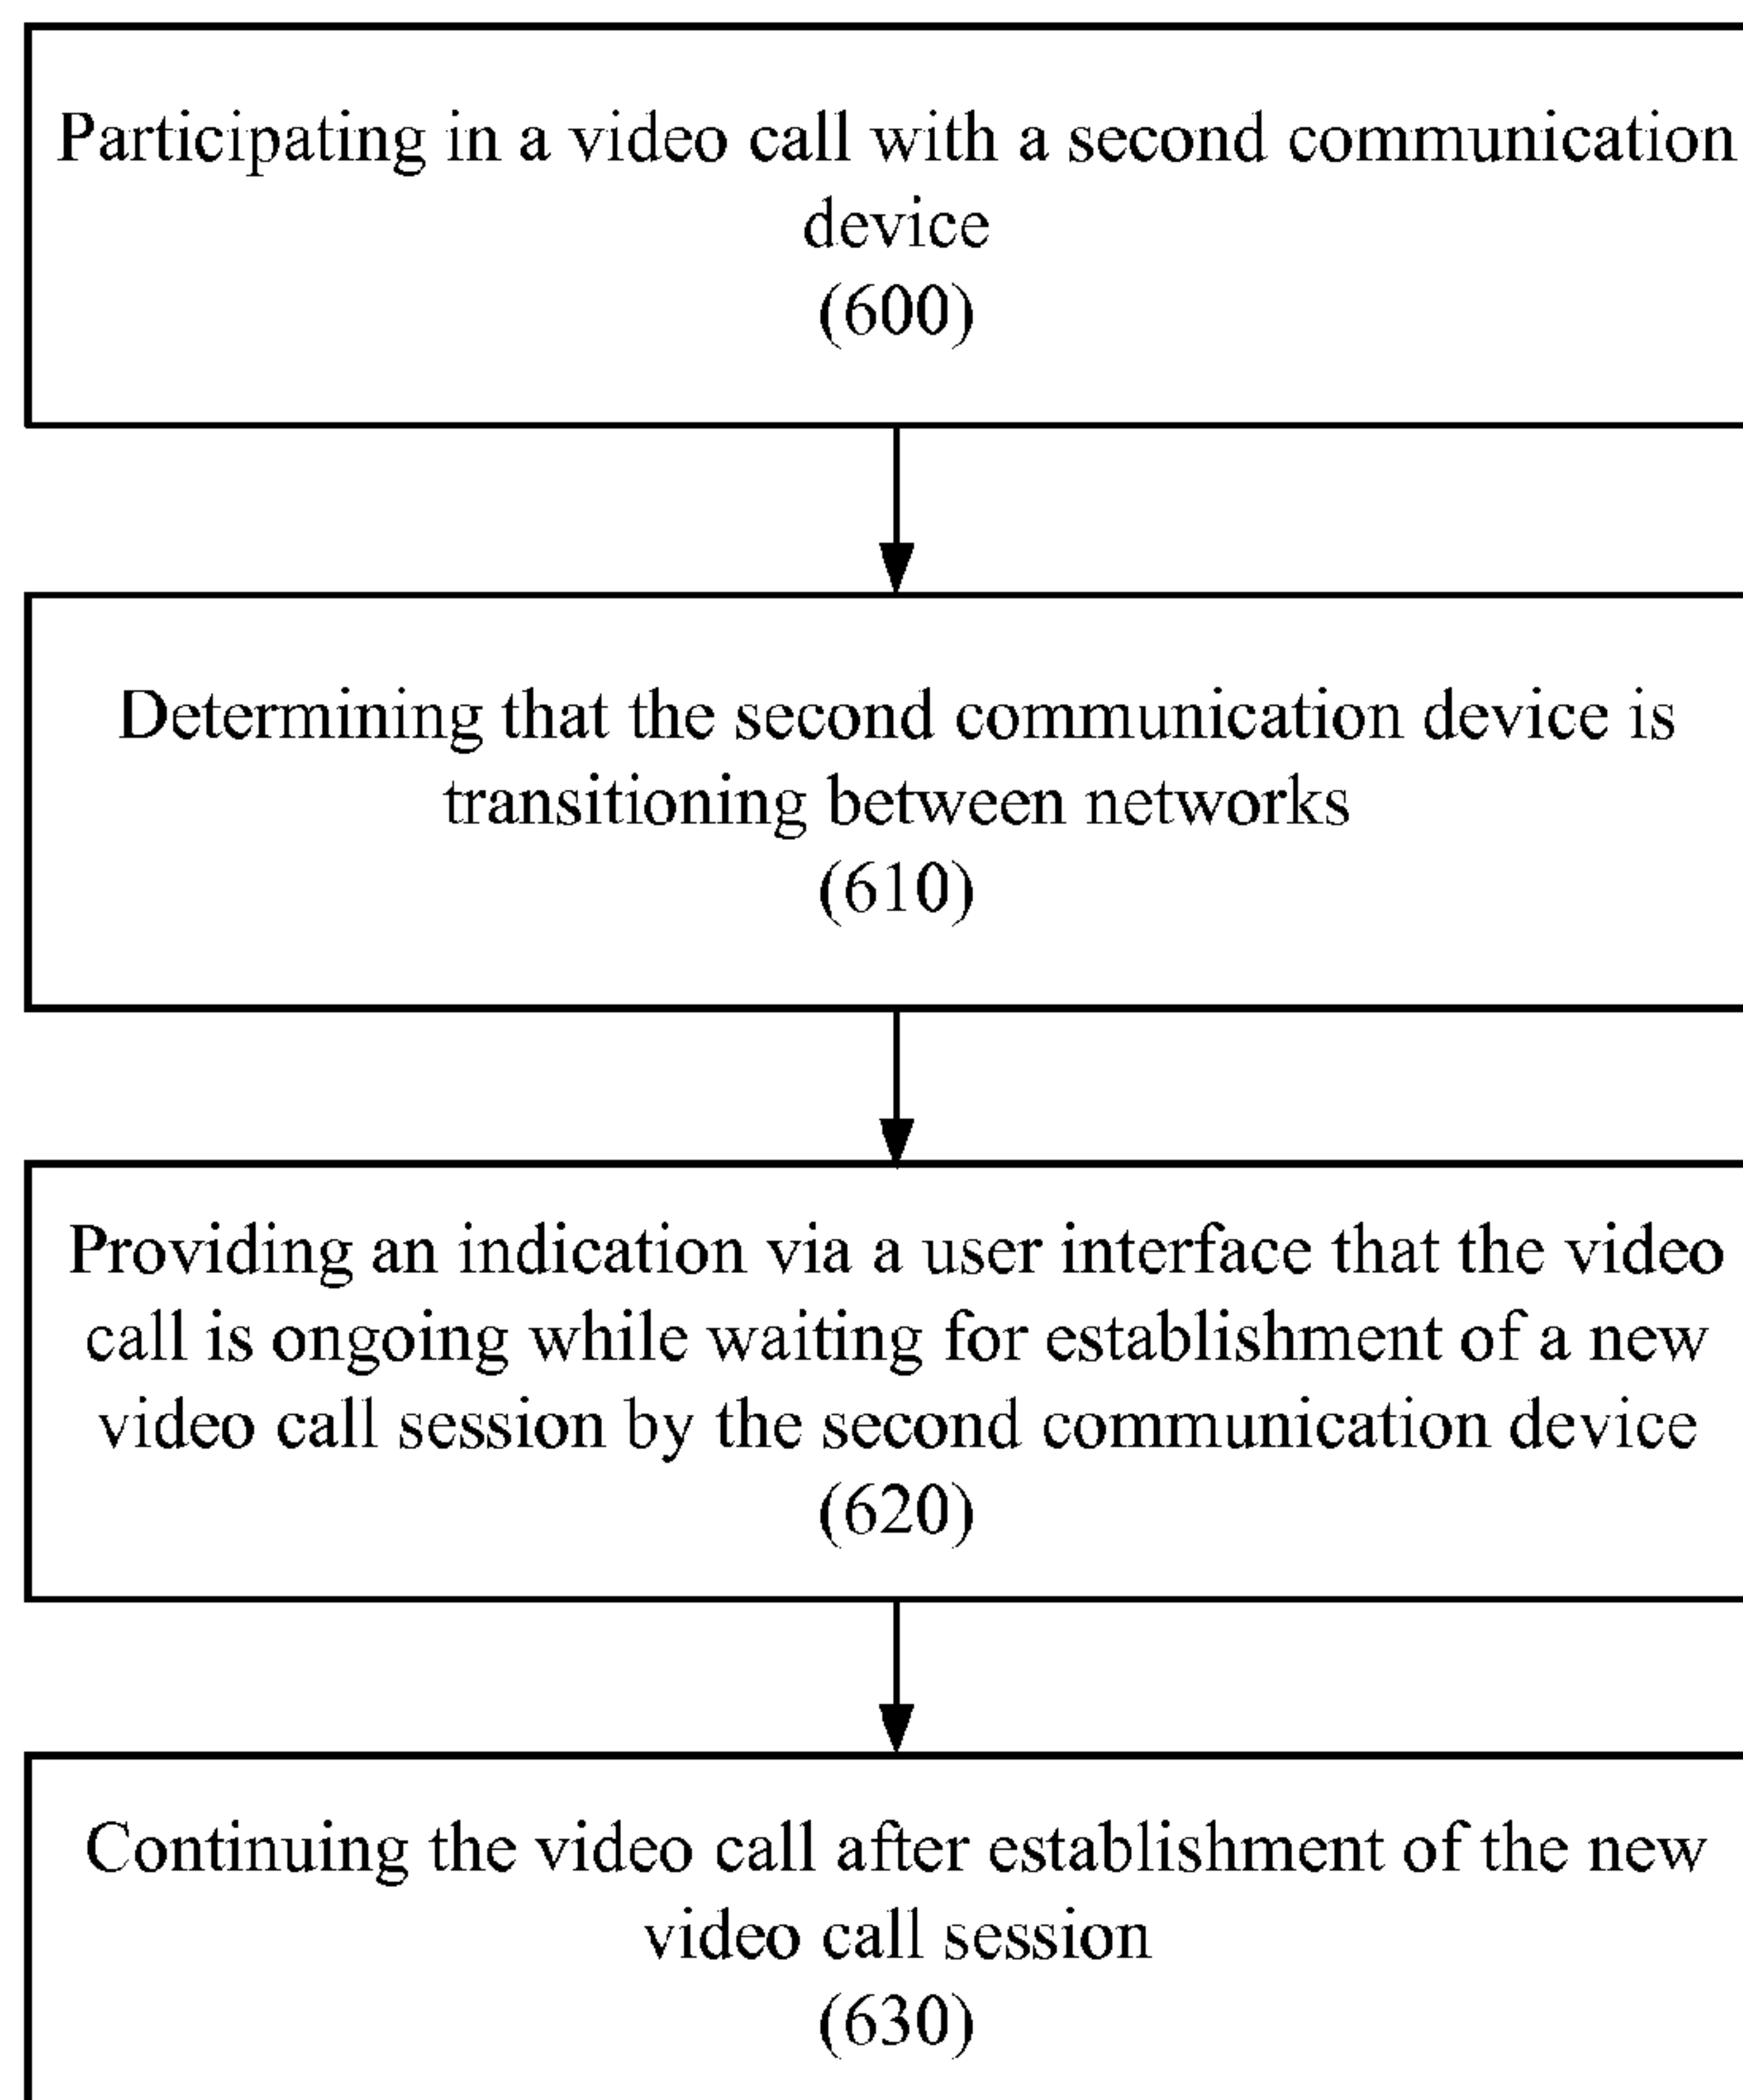 Participating in a video call with a second communication
device
(600)
Determining that the second communication device is
transitioning between networks
(610)
Providing an indication via a user interface that the video
call is ongoing while waiting for establishment of a new
video call session by the second communication device
(620)
Continuing the video call after establishment of the new
video call session
(630)